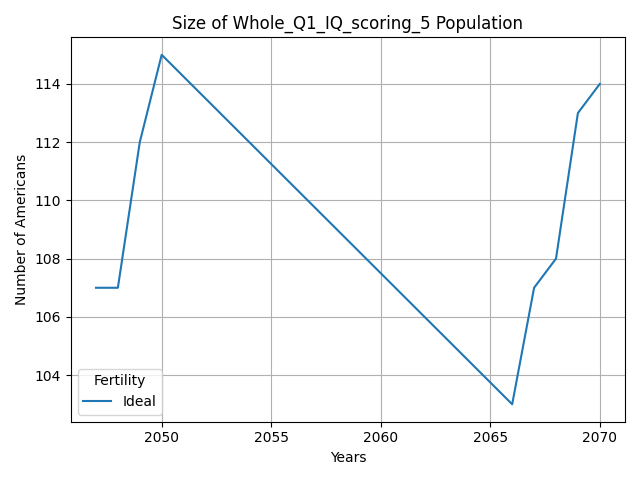 Size of Whole_Q1_IQ_scoring_5 Population
Number of Americans
114
112
110
108
106
104
Fertility
Ideal
2050 2055 2060 2065 2070
Years